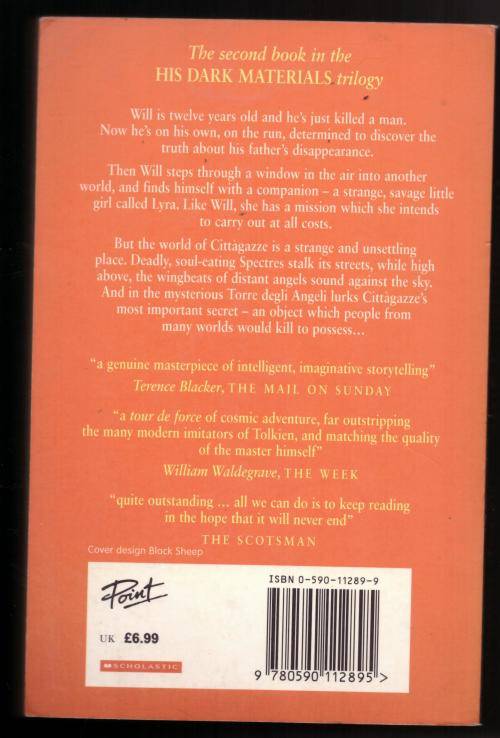 The second book in the
HIS DARK MATERIALS trilogy
Will is twelve years old and he's just killed a man.
Now he's on his own, on the run, determined to discover the
truth about his father's disappearance.
Then Will steps through a window in the air into another
world, and finds himself with a companion – a strange, savage little
girl called Lyra. Like Will, she has a mission which she intends
to carry out at all costs.
But the world of Cittàgazze is a strange and unsettling
place. Deadly, soul-eating Spectres stalk its streets, while high
above, the wingbeats of distant angels sound against the sky.
And in the mysterious Torre degli Angeli lurks Cittàgazze's
most important secret – an object which people from
many worlds would kill to possess...
"a genuine masterpiece of intelligent, imaginative storytelling"
Terence Blacker, THE MAIL ON SUNDAY
"a tour de force of cosmic adventure, far outstripping
the many modern imitators of Tolkien, and matching the quality
of the master himself"
William Waldegrave, THE WEEK
"quite outstanding ... all we can do is to keep reading
in the hope that it will never end"
THE SCOTSMAN
Cover design Block Sheep
Point
UK £6.99
SCHOLASTIC
ISBN 0-590-11289-9
9 780590 112895 >